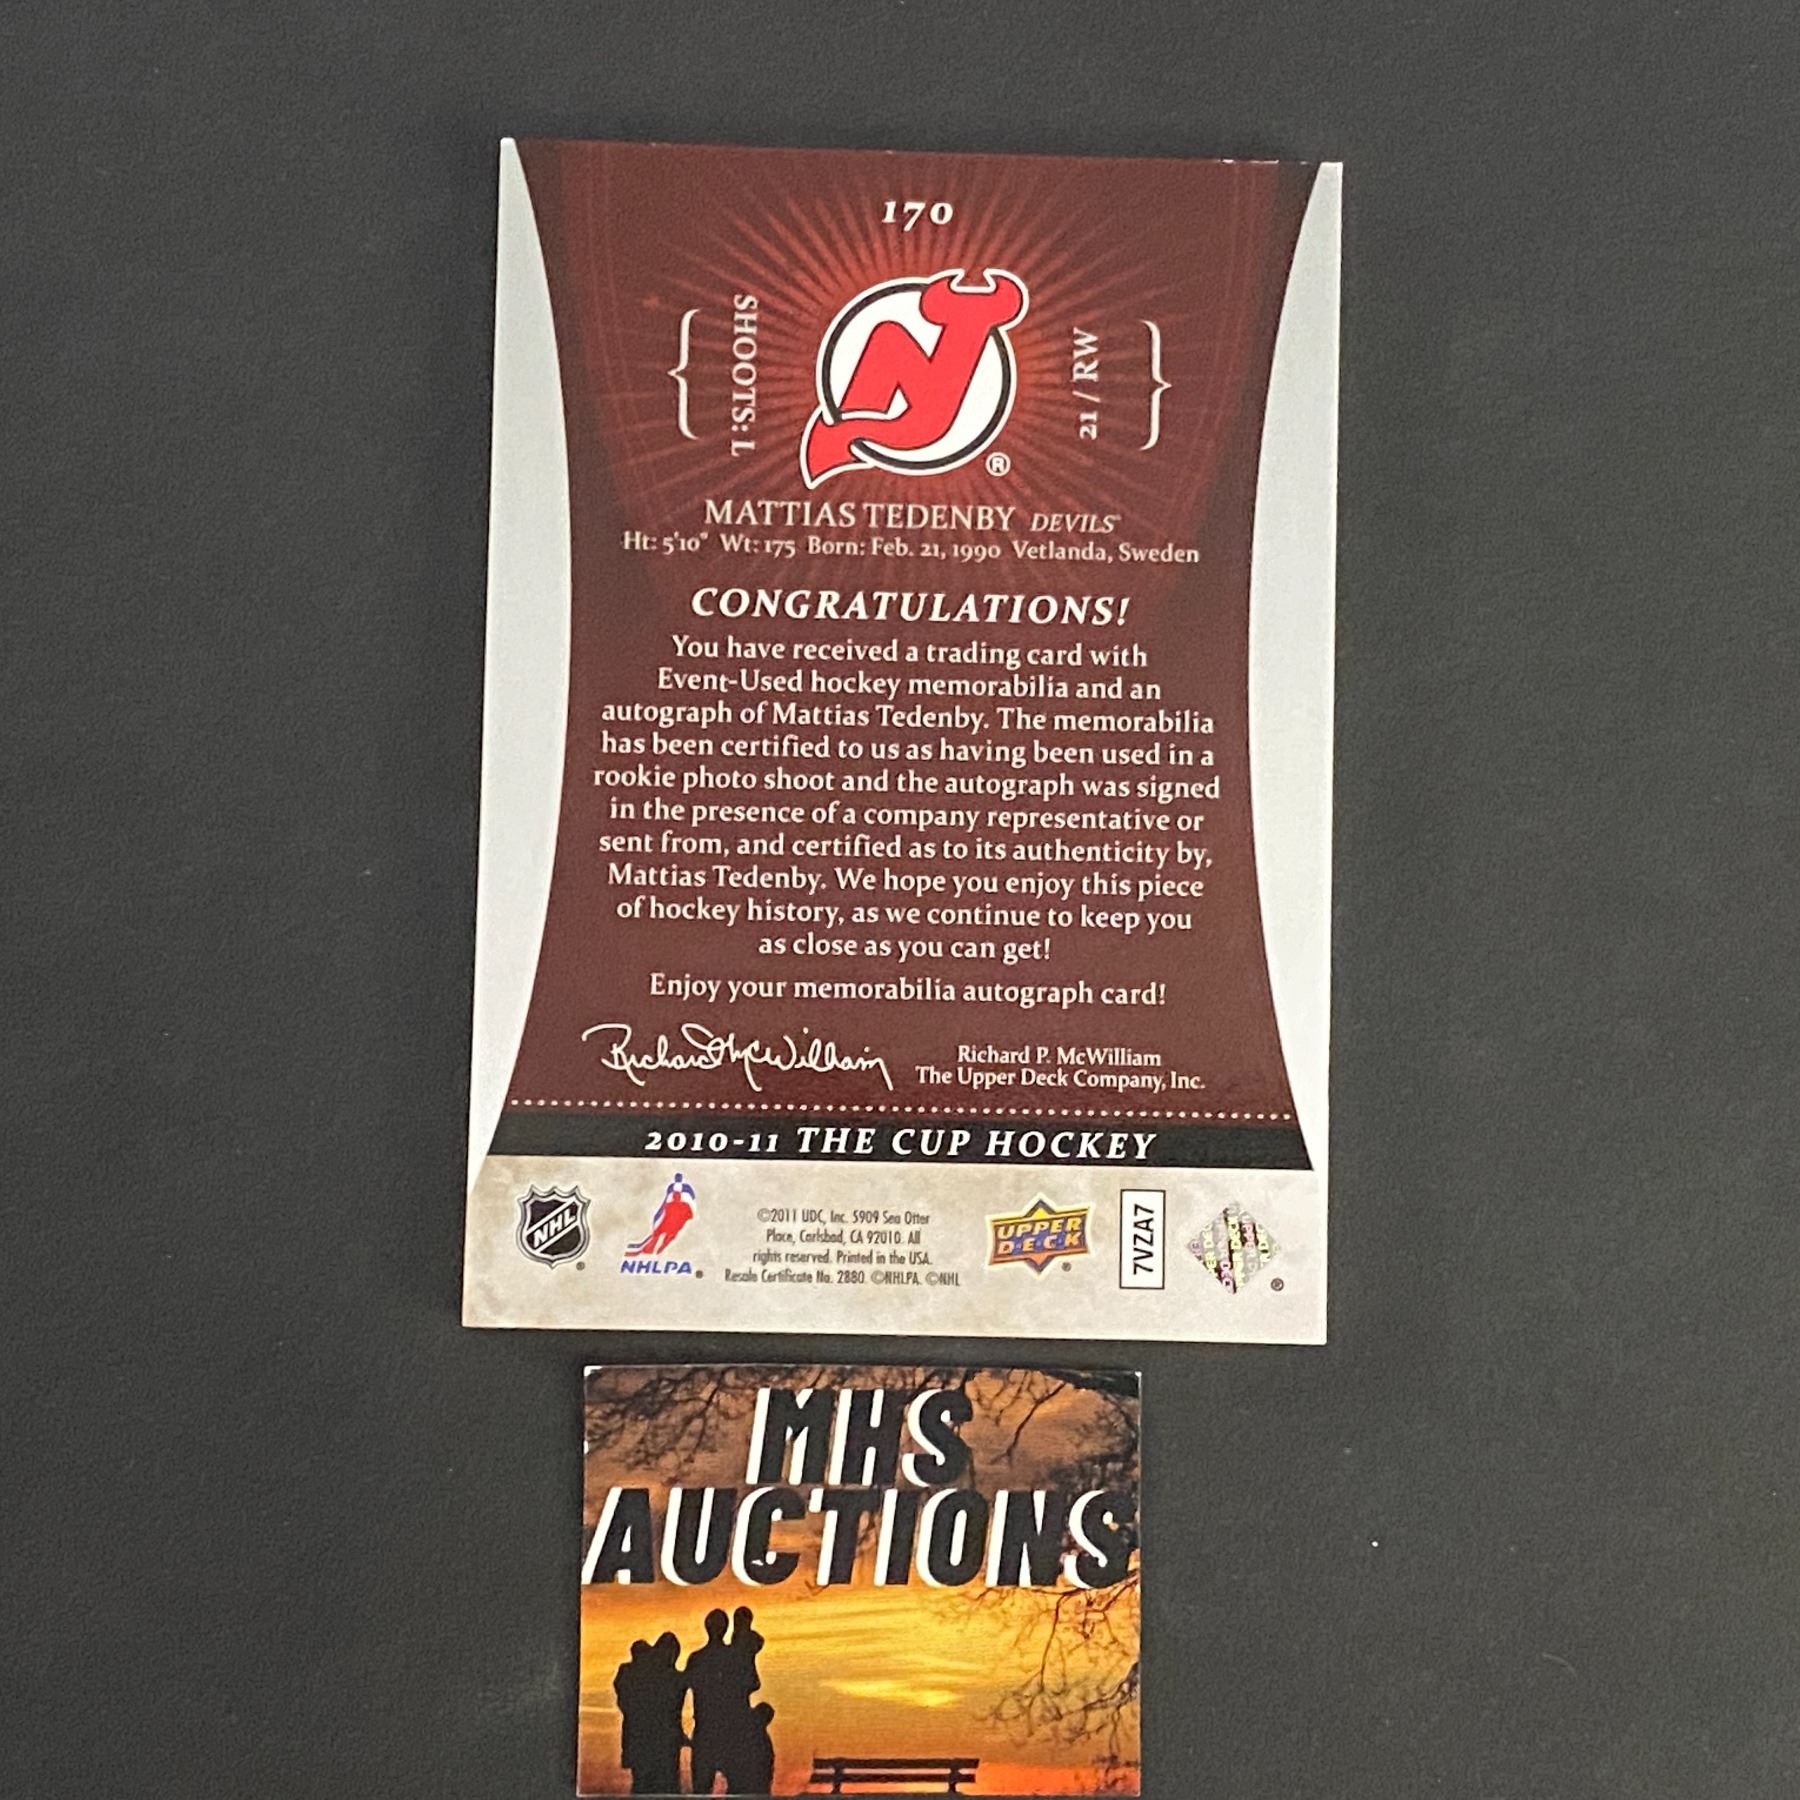 170
SHOOTS: L
21 / RW
®
MATTIAS TEDENBY DEVILS™
Ht: 5'10" Wt: 175 Born: Feb. 21, 1990 Vetlanda, Sweden
CONGRATULATIONS!
You have received a trading card with
Event-Used hockey memorabilia and an
autograph of Mattias Tedenby. The memorabilia
has been certified to us as having been used in a
rookie photo shoot and the autograph was signed
in the presence of a company representative or
sent from, and certified as to its authenticity by,
Mattias Tedenby. We hope you enjoy this piece
of hockey history, as we continue to keep you
as close as you can get!
Enjoy your memorabilia autograph card!
Richard McWilliam
Richard P. McWilliam
The Upper Deck Company, Inc.
2010-11 THE CUP HOCKEY
NHL ®
NHLPA ®
©2011 UDC, Inc. 5909 Sea Otter
Place, Carlsbad, CA 92010. All
rights reserved. Printed in the USA.
Resale Certificate No. 2880. ©NHLPA. ©NHL
UPPER
DECK ®
7VZA7
®
MHS
AUCTIONS